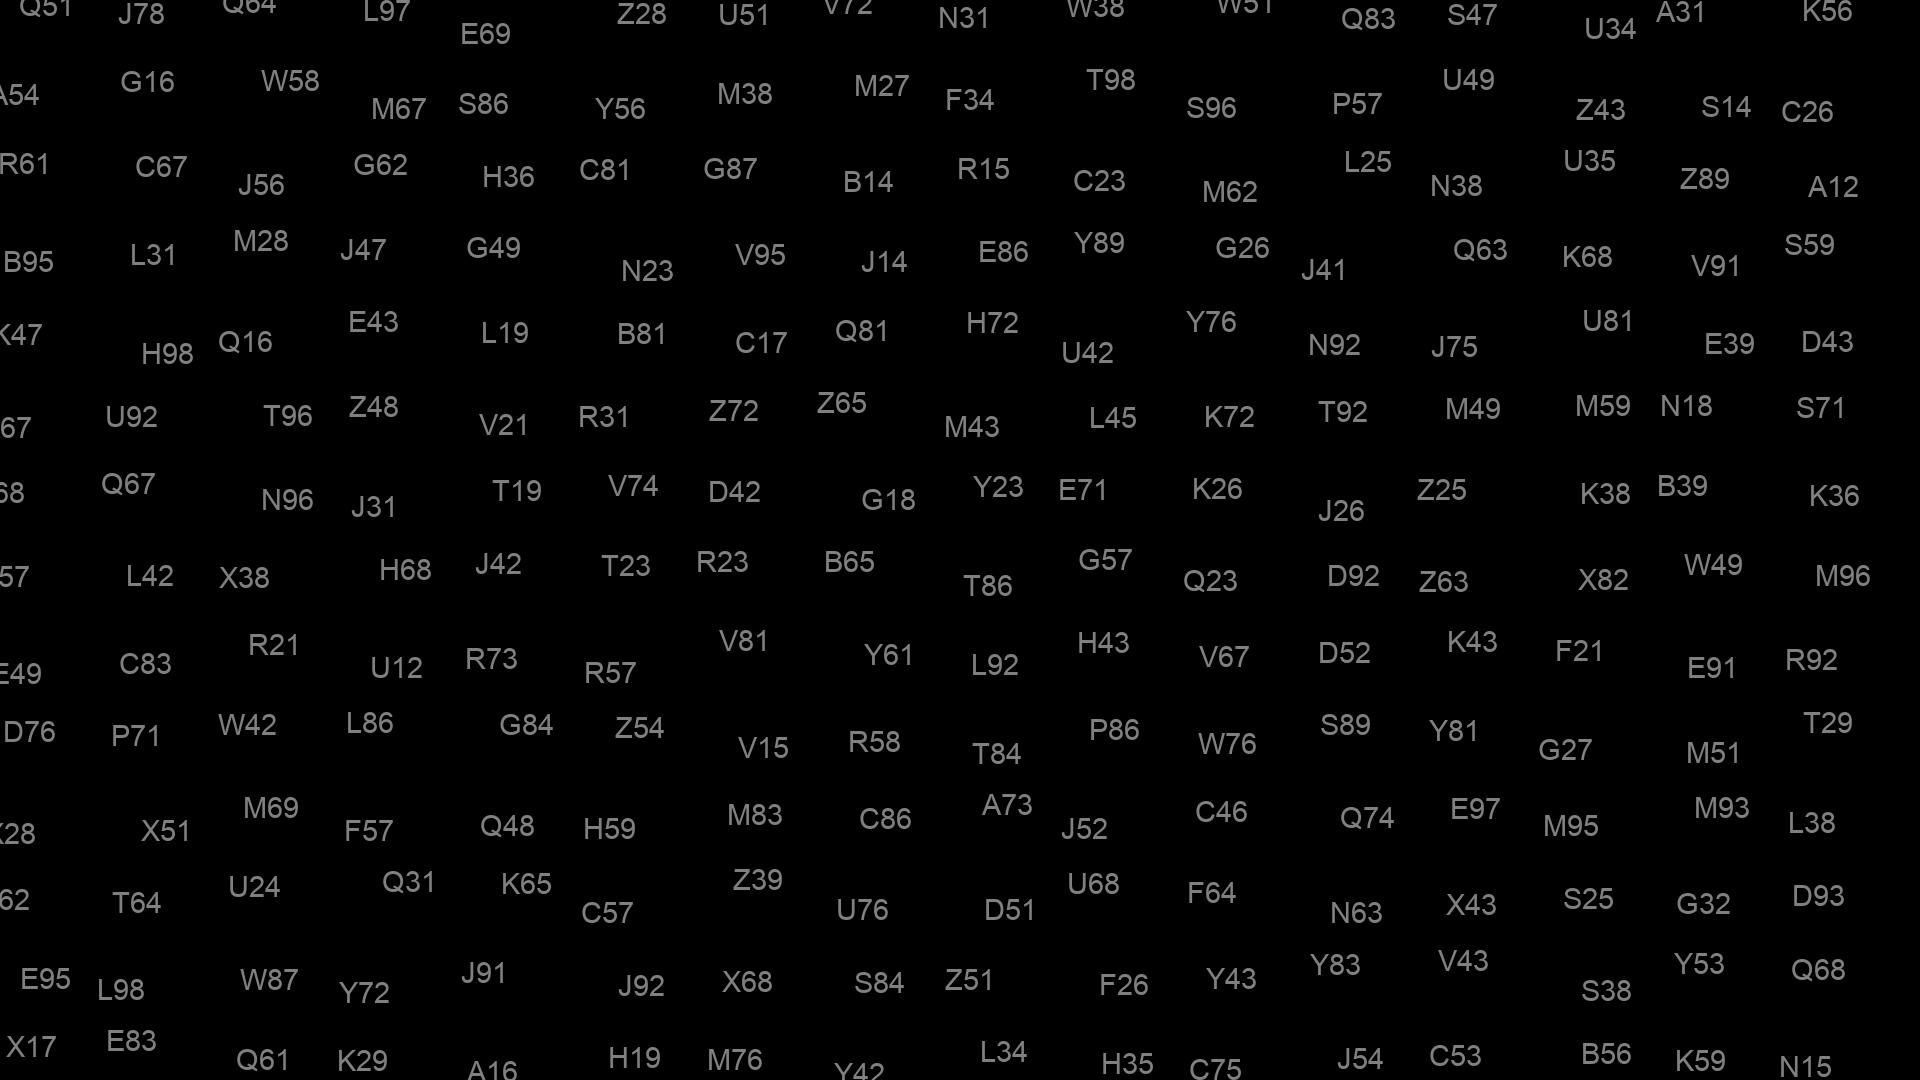 Q51 J78 Q64 L97 E69 Z28 U51 V72 N31 W38 W51 Q83 S47 U34 A31 K56
A54 G16 W58 M67 S86 Y56 M38 M27 F34 T98 S96 P57 U49 Z43 S14 C26
R61 C67 J56 G62 H36 C81 G87 B14 R15 C23 M62 L25 N38 U35 Z89 A12
B95 L31 M28 J47 G49 N23 V95 J14 E86 Y89 G26 J41 Q63 K68 V91 S59
K47 H98 Q16 E43 L19 B81 C17 Q81 H72 U42 Y76 N92 J75 U81 E39 D43
67 U92 T96 Z48 V21 R31 Z72 Z65 M43 L45 K72 T92 M49 M59 N18 S71
68 Q67 N96 J31 T19 V74 D42 G18 Y23 E71 K26 J26 Z25 K38 B39 K36
57 L42 X38 H68 J42 T23 R23 B65 T86 G57 Q23 D92 Z63 X82 W49 M96
E49 C83 R21 U12 R73 R57 V81 Y61 L92 H43 V67 D52 K43 F21 E91 R92
D76 P71 W42 L86 G84 Z54 V15 R58 T84 P86 W76 S89 Y81 G27 M51 T29
28 X51 M69 F57 Q48 H59 M83 C86 A73 J52 C46 Q74 E97 M95 M93 L38
62 T64 U24 Q31 K65 C57 Z39 U76 D51 U68 F64 N63 X43 S25 G32 D93
E95 L98 W87 Y72 J91 J92 X68 S84 Z51 F26 Y43 Y83 V43 S38 Y53 Q68
X17 E83 Q61 K29 A16 H19 M76 Y42 L34 H35 C75 J54 C53 B56 K59 N15